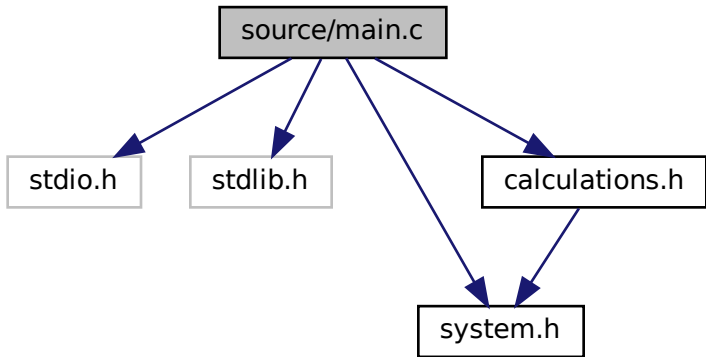 source/main.c
stdio.h
stdlib.h
calculations.h
system.h